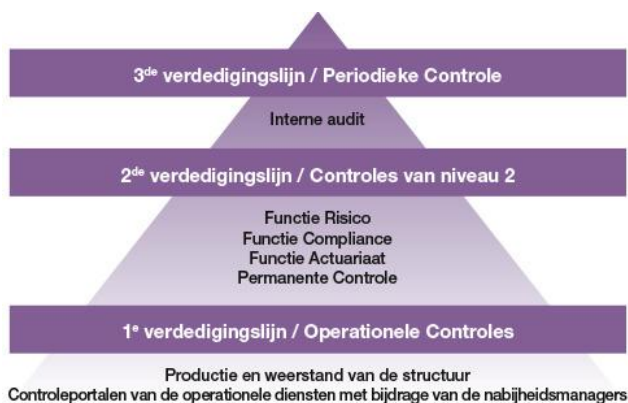 3de verdedigingslijn / Periodieke Controle
Interne audit
2de verdedigingslijn / Controles van niveau 2
Functie Risico
Functie Compliance
Functie Actuariaat
Permanente Controle
1e verdedigingslijn / Operationele Controles
Productie en weerstand van de structuur
Controleportalen van de operationele diensten met bijdrage van de nabijheidsmanagers